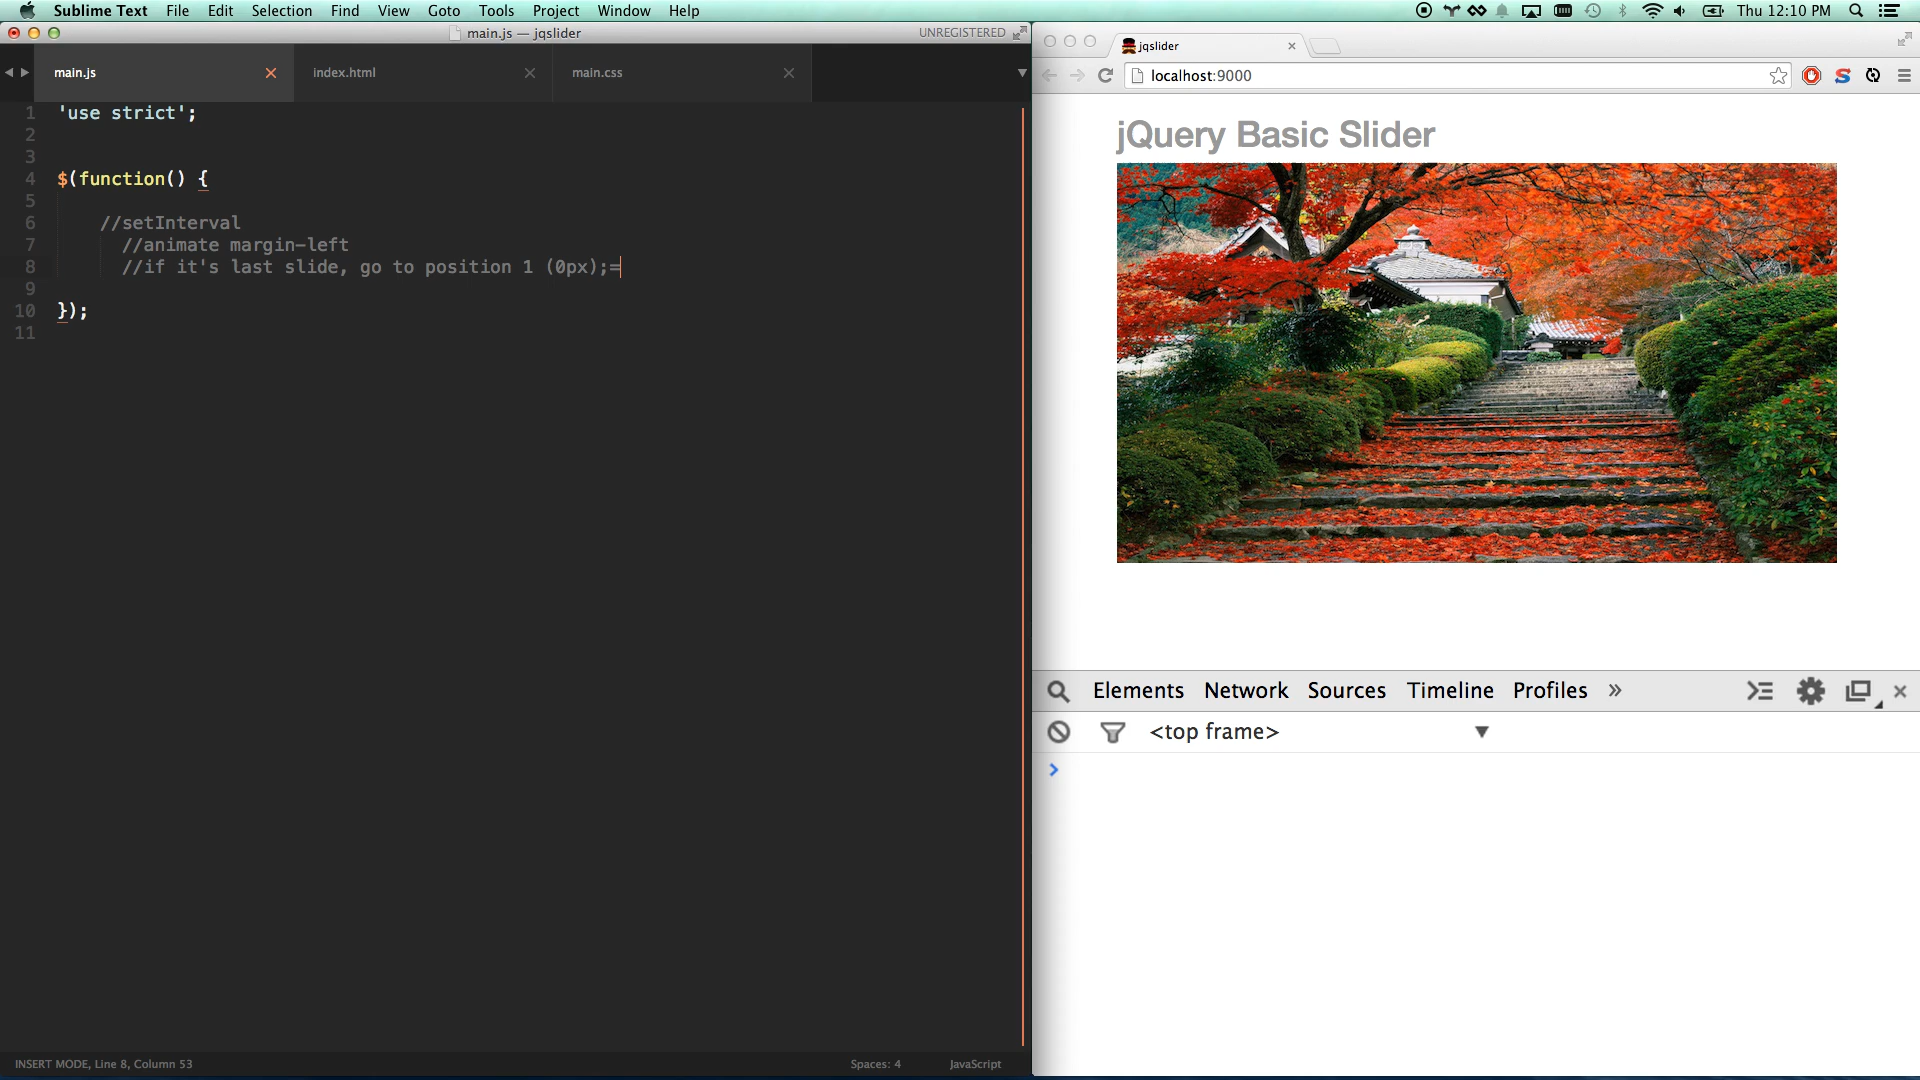 Sublime Text File Edit Selection Find View Goto Tools Project Window Help Thu 12:10 PM
main.js — jqslider UNREGISTERED
main.js index.html main.css
1 'use strict';
2
3
4 $(function() {
5
6 //setInterval
7 //animate margin-left
8 //if it's last slide, go to position 1 (0px);=
9
10 });
11
INSERT MODE, Line 8, Column 53 Spaces: 4 JavaScript
jqslider
localhost:9000
jQuery Basic Slider
Elements Network Sources Timeline Profiles »
<top frame>